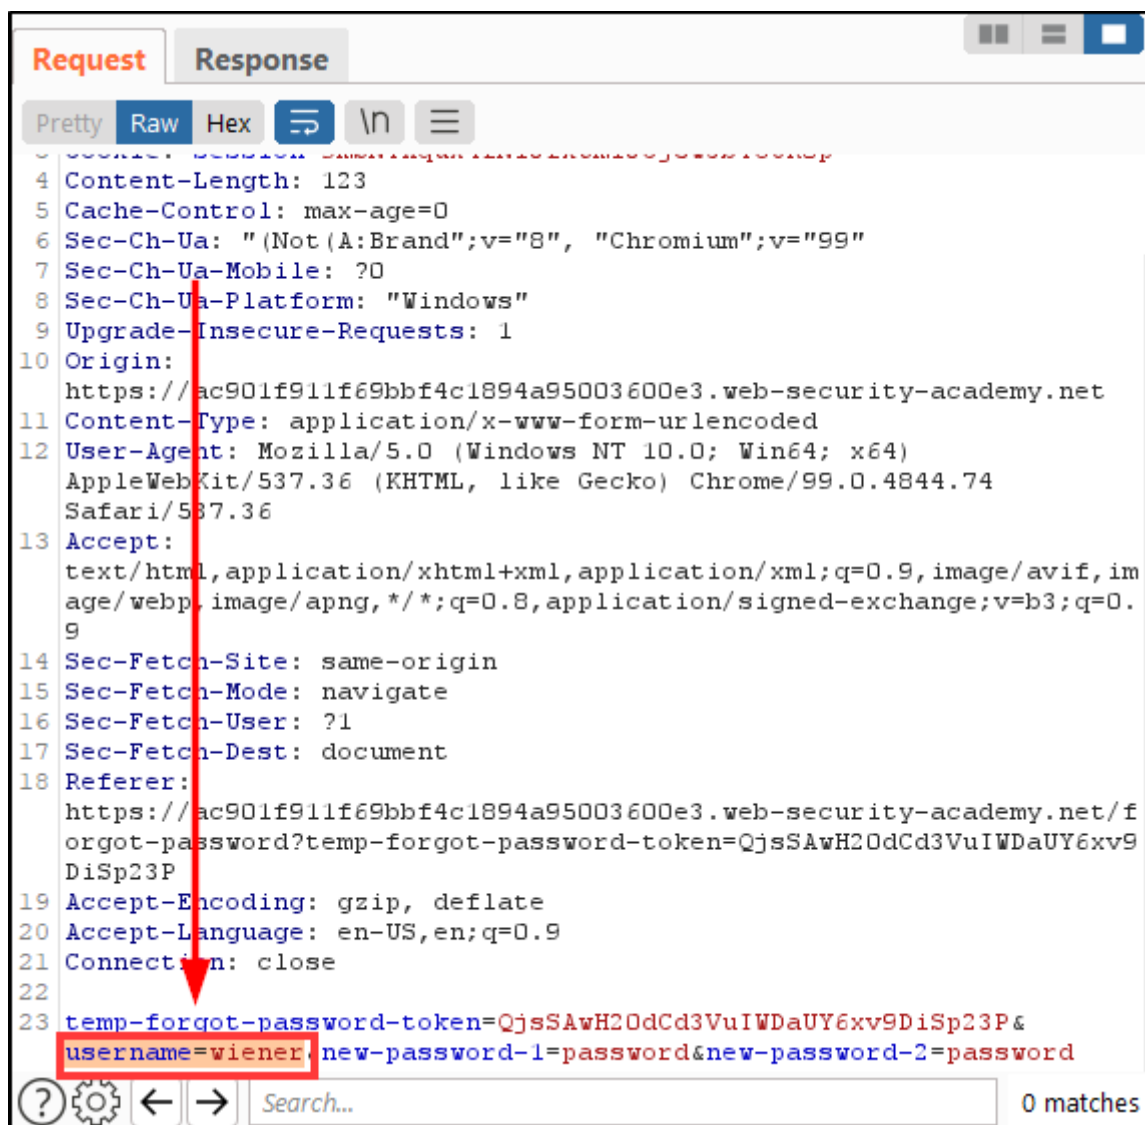 Request Response
Pretty Raw Hex \n
4 Content-Length: 123
5 Cache-Control: max-age=0
6 Sec-Ch-Ua: "(Not(A:Brand";v="8", "Chromium";v="99"
7 Sec-Ch-Ua-Mobile: ?0
8 Sec-Ch-Ua-Platform: "Windows"
9 Upgrade-Insecure-Requests: 1
10 Origin:
https://ac901f911f69bbf4c1894a95003600e3.web-security-academy.net
11 Content-Type: application/x-www-form-urlencoded
12 User-Agent: Mozilla/5.0 (Windows NT 10.0; Win64; x64)
AppleWebKit/537.36 (KHTML, like Gecko) Chrome/99.0.4844.74
Safari/537.36
13 Accept:
text/html,application/xhtml+xml,application/xml;q=0.9,image/avif,im
age/webp,image/apng,*/*;q=0.8,application/signed-exchange;v=b3;q=0.
9
14 Sec-Fetch-Site: same-origin
15 Sec-Fetch-Mode: navigate
16 Sec-Fetch-User: ?1
17 Sec-Fetch-Dest: document
18 Referer:
https://ac901f911f69bbf4c1894a95003600e3.web-security-academy.net/f
orgot-password?temp-forgot-password-token=QjsSAwH2OdCd3VuIWDaUY6xv9
DiSp23P
19 Accept-Encoding: gzip, deflate
20 Accept-Language: en-US,en;q=0.9
21 Connection: close
22
23 temp-forgot-password-token=QjsSAwH2OdCd3VuIWDaUY6xv9DiSp23P&
username=wiener&new-password-1=password&new-password-2=password
? Search... 0 matches